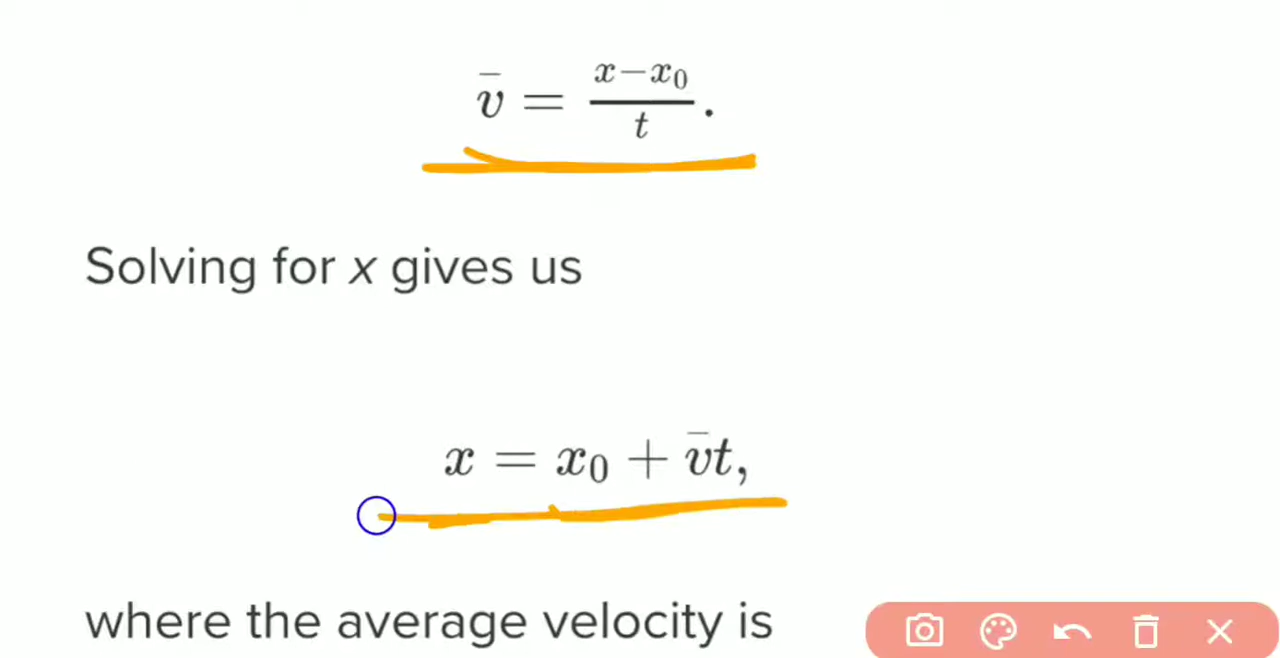 v̄ = x−x₀/t.
Solving for x gives us
x = x₀ + v̄t,
where the average velocity is